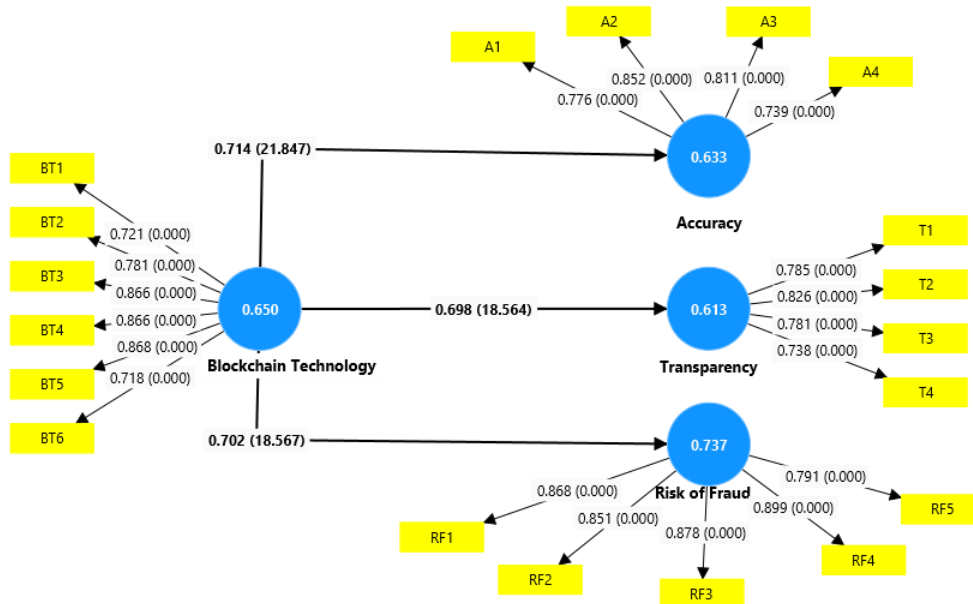 A1
A2
A3
A4
0.776 (0.000)
0.852 (0.000)
0.811 (0.000)
0.739 (0.000)
0.714 (21.847)
0.633
Accuracy
BT1
BT2
BT3
BT4
BT5
BT6
0.721 (0.000)
0.781 (0.000)
0.866 (0.000)
0.866 (0.000)
0.868 (0.000)
0.718 (0.000)
0.650
Blockchain Technology
0.698 (18.564)
0.613
Transparency
0.785 (0.000)
0.826 (0.000)
0.781 (0.000)
0.738 (0.000)
T1
T2
T3
T4
0.702 (18.567)
0.737
Risk of Fraud
0.868 (0.000)
0.851 (0.000)
0.878 (0.000)
0.899 (0.000)
0.791 (0.000)
RF1
RF2
RF3
RF4
RF5